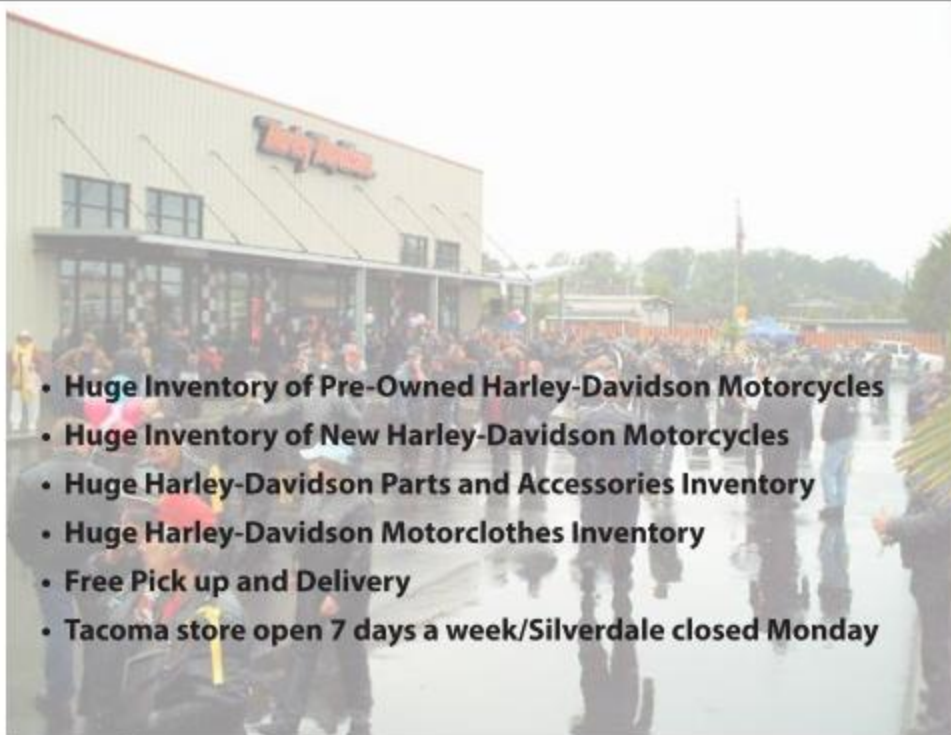 Harley-Davidson
• Huge Inventory of Pre-Owned Harley-Davidson Motorcycles
• Huge Inventory of New Harley-Davidson Motorcycles
• Huge Harley-Davidson Parts and Accessories Inventory
• Huge Harley-Davidson Motorclothes Inventory
• Free Pick up and Delivery
• Tacoma store open 7 days a week/Silverdale closed Monday